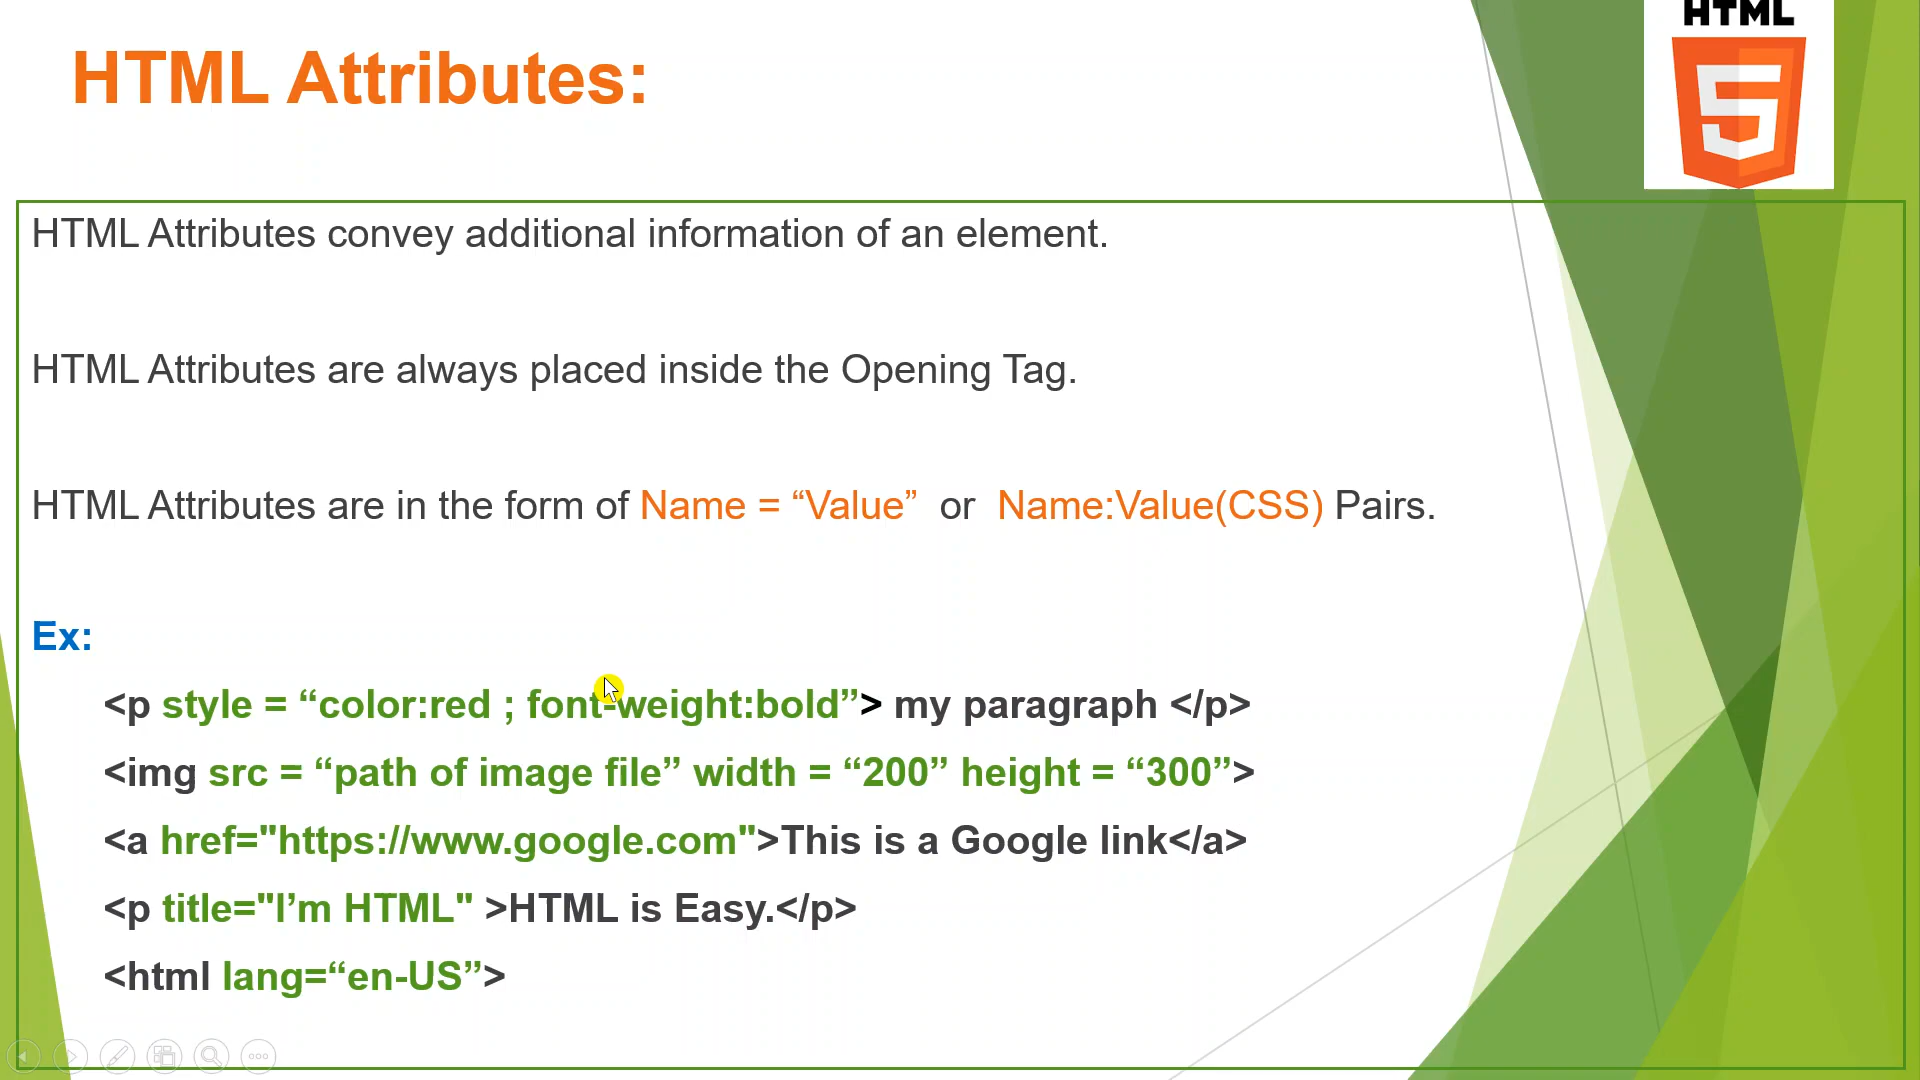 HTML
HTML Attributes:
HTML Attributes convey additional information of an element.
HTML Attributes are always placed inside the Opening Tag.
HTML Attributes are in the form of Name = “Value” or Name:Value(CSS) Pairs.
Ex:
<p style = “color:red ; font-weight:bold”> my paragraph </p>
<img src = “path of image file” width = “200” height = “300”>
<a href="https://www.google.com">This is a Google link</a>
<p title="I’m HTML" >HTML is Easy.</p>
<html lang=“en-US”>